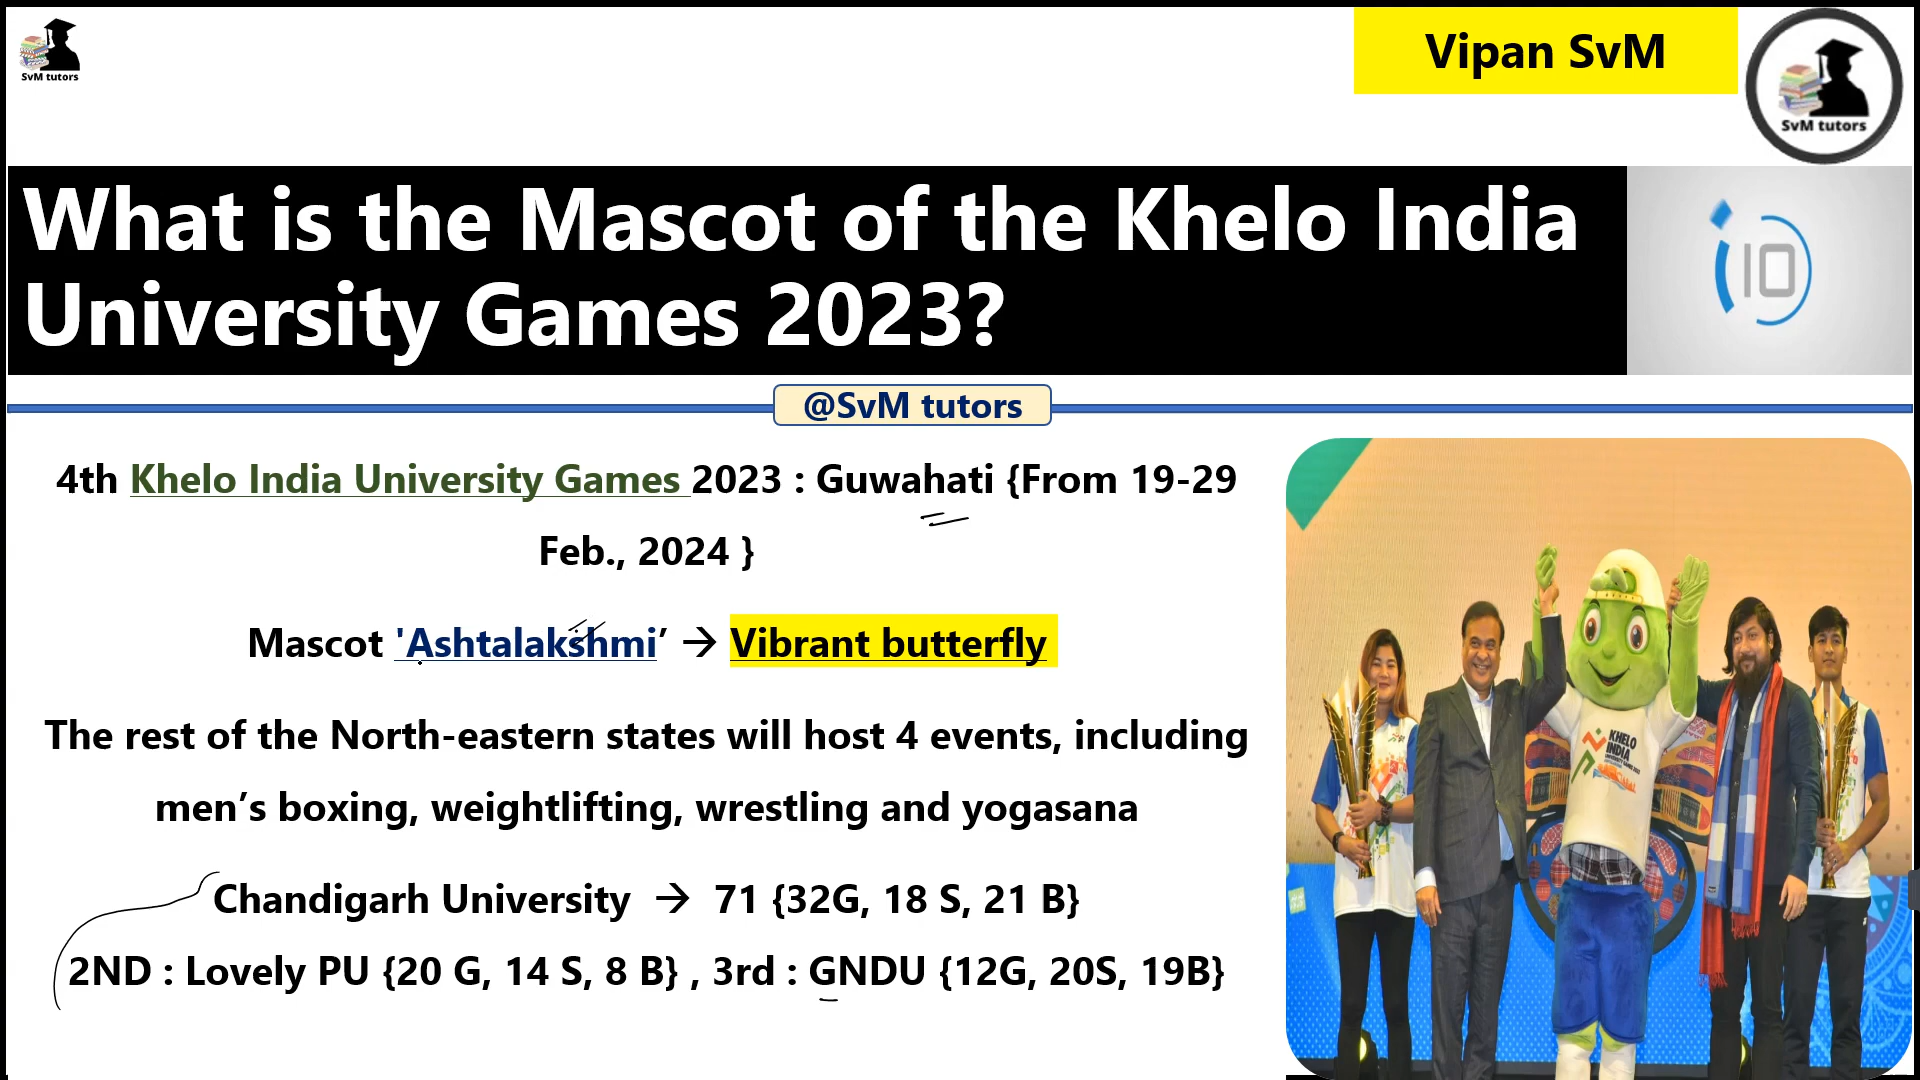 SvM tutors
Vipan SvM
SvM tutors
What is the Mascot of the Khelo India
University Games 2023?
10
@SvM tutors
4th Khelo India University Games 2023 : Guwahati {From 19-29
Feb., 2024 }
Mascot 'Ashtalakshmi’ → Vibrant butterfly
The rest of the North-eastern states will host 4 events, including
men’s boxing, weightlifting, wrestling and yogasana
Chandigarh University → 71 {32G, 18 S, 21 B}
2ND : Lovely PU {20 G, 14 S, 8 B} , 3rd : GNDU {12G, 20S, 19B}
KHELO
INDIA